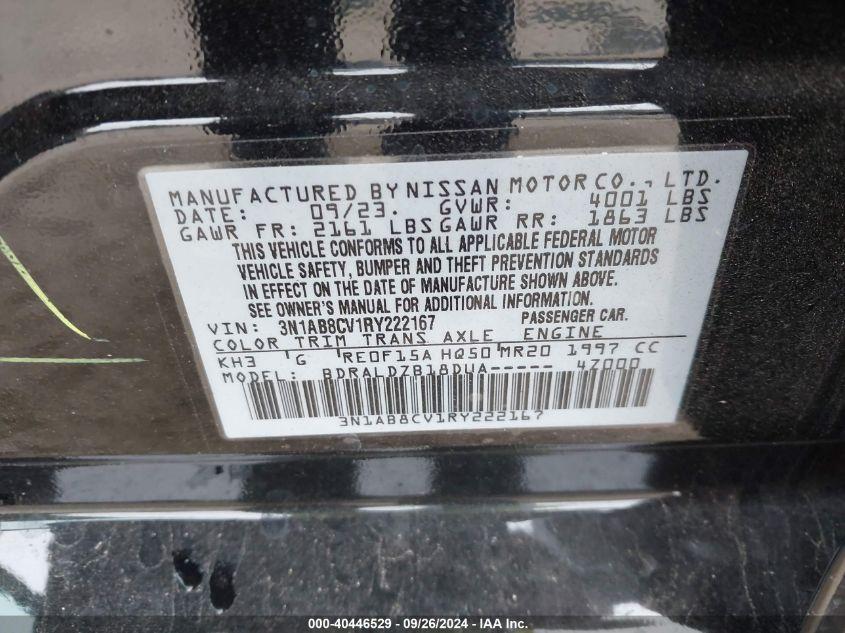 MANUFACTURED BY NISSAN MOTOR CO., LTD.
DATE: 09/23. GVWR: 4001 LBS
GAWR FR: 2161 LBS GAWR RR: 1863 LBS
THIS VEHICLE CONFORMS TO ALL APPLICABLE FEDERAL MOTOR
VEHICLE SAFETY, BUMPER AND THEFT PREVENTION STANDARDS
IN EFFECT ON THE DATE OF MANUFACTURE SHOWN ABOVE.
SEE OWNER'S MANUAL FOR ADDITIONAL INFORMATION.
VIN: 3N1AB8CV1RY222167 PASSENGER CAR.
COLOR TRIM TRANS AXLE ENGINE
KH3 'G RE0F15A HQ50 MR20 1997 CC
MODEL: BDRALDZB18DUA----- 4Z000
3N1AB8CV1RY222167
000-40446529 - 09/26/2024 - IAA Inc.